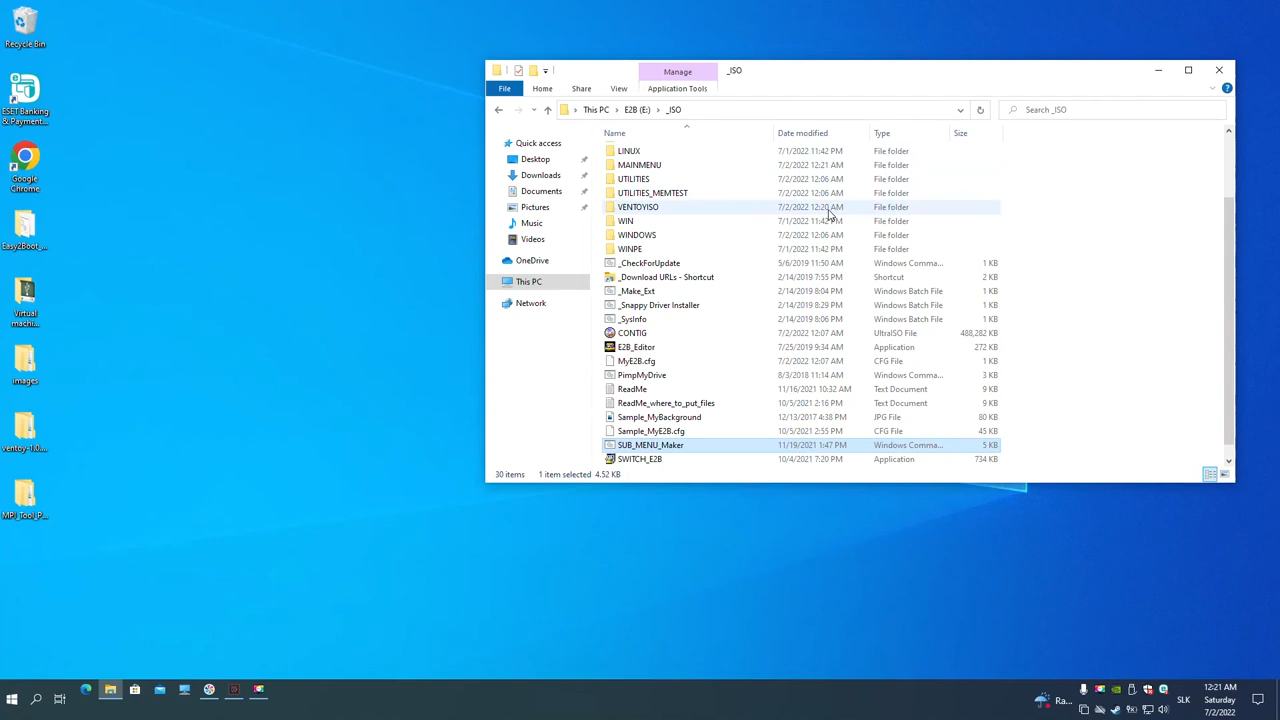 Recycle Bin
ESET Banking
& Payment...
Google
Chrome
Easy2Boot_...
Virtual
machi...
images
ventoy-1.0...
MPI_Tool_P...
Manage
_ISO
File
Home
Share
View
Application Tools
This PC
E2B (E:)
_ISO
Search _ISO
Name
Date modified
Type
Size
Quick access
Desktop
Downloads
Documents
Pictures
Music
Videos
OneDrive
This PC
Network
LINUX 7/1/2022 11:42 PM File folder
MAINMENU 7/2/2022 12:21 AM File folder
UTILITIES 7/2/2022 12:06 AM File folder
UTILITIES_MEMTEST 7/2/2022 12:06 AM File folder
VENTOYISO 7/2/2022 12:20 AM File folder
WIN 7/1/2022 11:42 PM File folder
WINDOWS 7/2/2022 12:06 AM File folder
WINPE 7/1/2022 11:42 PM File folder
_CheckForUpdate 5/6/2019 11:50 AM Windows Comma... 1 KB
_Download URLs - Shortcut 2/14/2019 7:55 PM Shortcut 2 KB
_Make_Ext 2/14/2019 8:04 PM Windows Batch File 1 KB
_Snappy Driver Installer 2/14/2019 8:29 PM Windows Batch File 1 KB
_SysInfo 2/14/2019 8:06 PM Windows Batch File 1 KB
CONTIG 7/2/2022 12:07 AM UltraISO File 488,282 KB
E2B_Editor 7/25/2019 9:34 AM Application 272 KB
MyE2B.cfg 7/2/2022 12:07 AM CFG File 1 KB
PimpMyDrive 8/3/2018 11:14 AM Windows Comma... 3 KB
ReadMe 11/16/2021 10:32 AM Text Document 9 KB
ReadMe_where_to_put_files 10/5/2021 2:16 PM Text Document 9 KB
Sample_MyBackground 12/13/2017 4:38 PM JPG File 80 KB
Sample_MyE2B.cfg 10/5/2021 2:55 PM CFG File 45 KB
SUB_MENU_Maker 11/19/2021 1:47 PM Windows Comma... 5 KB
SWITCH_E2B 10/4/2021 7:20 PM Application 734 KB
30 items 1 item selected 4.52 KB
Ra...
SLK
12:21 AM
Saturday
7/2/2022